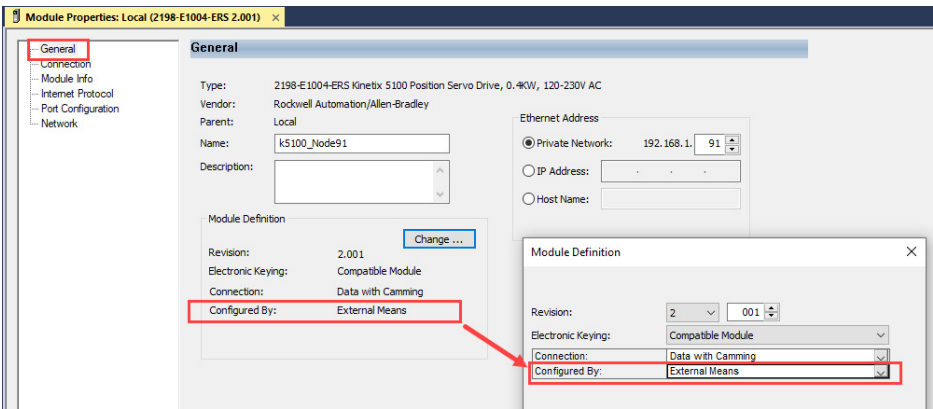 Module Properties: Local (2198-E1004-ERS 2.001) ×
General
Connection
Module Info
Internet Protocol
Port Configuration
Network
General
Type: 2198-E1004-ERS Kinetix 5100 Position Servo Drive, 0.4KW, 120-230V AC
Vendor: Rockwell Automation/Allen-Bradley
Parent: Local
Name: k5100_Node91
Description:
Ethernet Address
Private Network: 192.168.1. 91
IP Address: . . .
Host Name:
Module Definition
Change ...
Revision: 2.001
Electronic Keying: Compatible Module
Connection: Data with Camming
Configured By: External Means
Module Definition
Revision: 2 001
Electronic Keying: Compatible Module
Connection: Data with Camming
Configured By: External Means